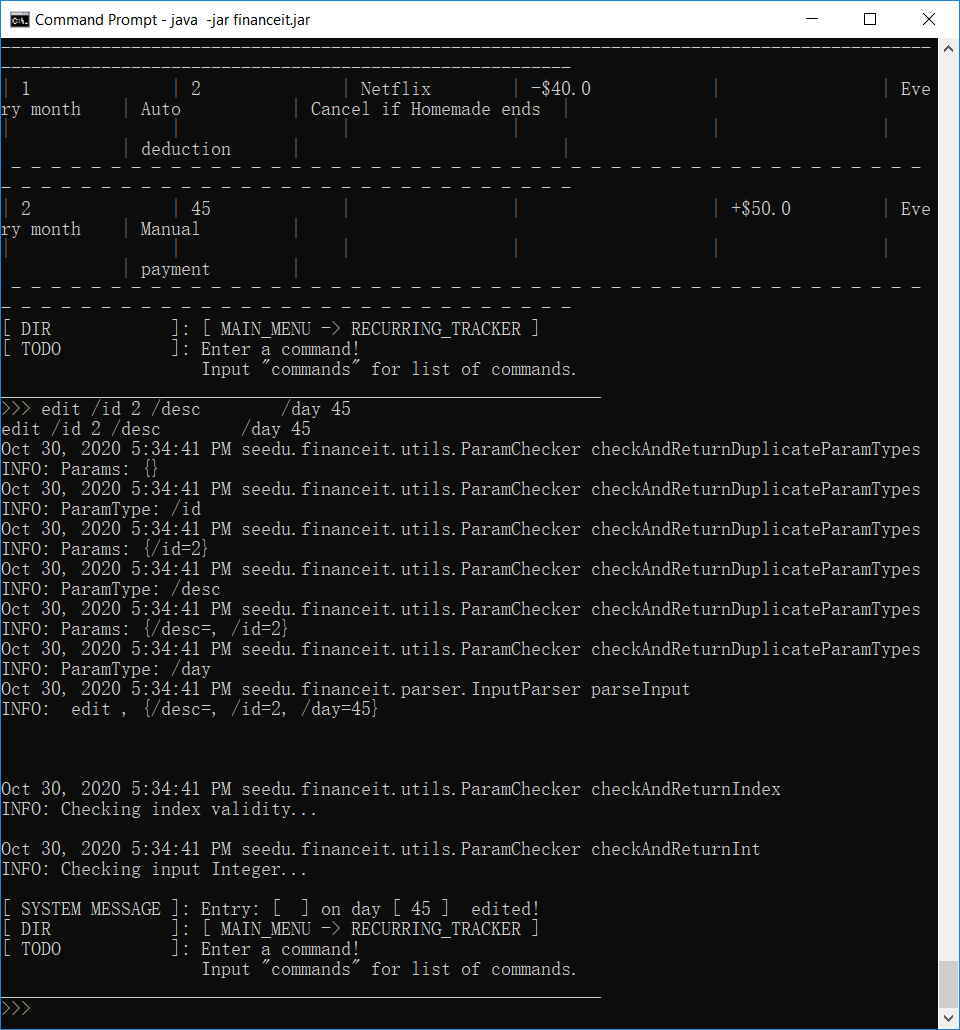 Command Prompt - java  -jar financeit.jar
---------------------------------------------------------------------------------------------
---------------------------------------------------------
| 1              | 2              | Netflix        | -$40.0            |                | Eve
ry month    | Auto           | Cancel if Homemade ends  |
|                |                |                |                   |                |
            | deduction      |                          |
 - - - - - - - - - - - - - - - - - - - - - - - - - - - - - - - - - - - - - - - - - - - - - -
- - - - - - - - - - - - - - - - - - - - - - - - - - - - -
| 2              | 45             |                |                   | +$50.0         | Eve
ry month    | Manual         |
|                |                |                |                   |                |
            | payment        |
 - - - - - - - - - - - - - - - - - - - - - - - - - - - - - - - - - - - - - - - - - - - - - -
- - - - - - - - - - - - - - - - - - - - - - - - - - - - -
[ DIR            ]: [ MAIN_MENU -> RECURRING_TRACKER ]
[ TODO           ]: Enter a command!
                    Input "commands" for list of commands.
____________________________________________________________
>>> edit /id 2 /desc        /day 45
edit /id 2 /desc        /day 45
Oct 30, 2020 5:34:41 PM seedu.financeit.utils.ParamChecker checkAndReturnDuplicateParamTypes
INFO: Params: {}
Oct 30, 2020 5:34:41 PM seedu.financeit.utils.ParamChecker checkAndReturnDuplicateParamTypes
INFO: ParamType: /id
Oct 30, 2020 5:34:41 PM seedu.financeit.utils.ParamChecker checkAndReturnDuplicateParamTypes
INFO: Params: {/id=2}
Oct 30, 2020 5:34:41 PM seedu.financeit.utils.ParamChecker checkAndReturnDuplicateParamTypes
INFO: ParamType: /desc
Oct 30, 2020 5:34:41 PM seedu.financeit.utils.ParamChecker checkAndReturnDuplicateParamTypes
INFO: Params: {/desc=, /id=2}
Oct 30, 2020 5:34:41 PM seedu.financeit.utils.ParamChecker checkAndReturnDuplicateParamTypes
INFO: ParamType: /day
Oct 30, 2020 5:34:41 PM seedu.financeit.parser.InputParser parseInput
INFO:  edit , {/desc=, /id=2, /day=45}
Oct 30, 2020 5:34:41 PM seedu.financeit.utils.ParamChecker checkAndReturnIndex
INFO: Checking index validity...
Oct 30, 2020 5:34:41 PM seedu.financeit.utils.ParamChecker checkAndReturnInt
INFO: Checking input Integer...
[ SYSTEM MESSAGE ]: Entry: [  ] on day [ 45 ]  edited!
[ DIR            ]: [ MAIN_MENU -> RECURRING_TRACKER ]
[ TODO           ]: Enter a command!
                    Input "commands" for list of commands.
____________________________________________________________
>>>